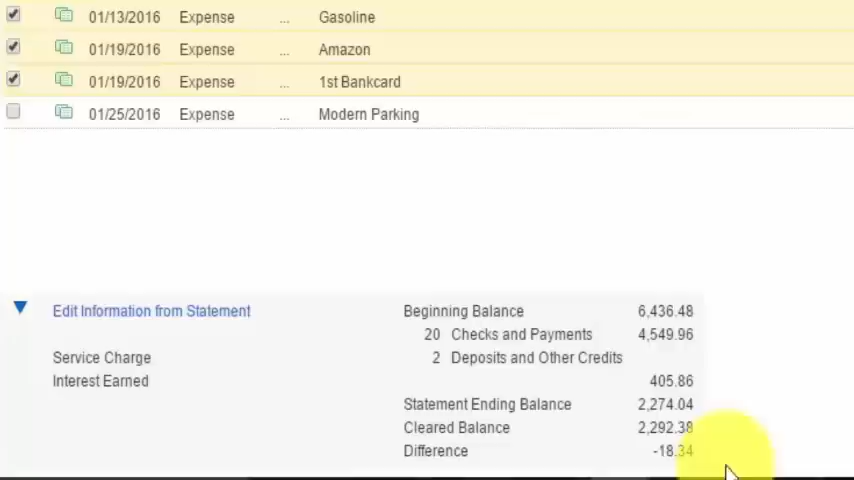 01/13/2016 Expense ... Gasoline
01/19/2016 Expense ... Amazon
01/19/2016 Expense ... 1st Bankcard
01/25/2016 Expense ... Modern Parking
Edit Information from Statement Beginning Balance 6,436.48
20 Checks and Payments 4,549.96
Service Charge 2 Deposits and Other Credits
Interest Earned 405.86
Statement Ending Balance 2,274.04
Cleared Balance 2,292.38
Difference -18.34